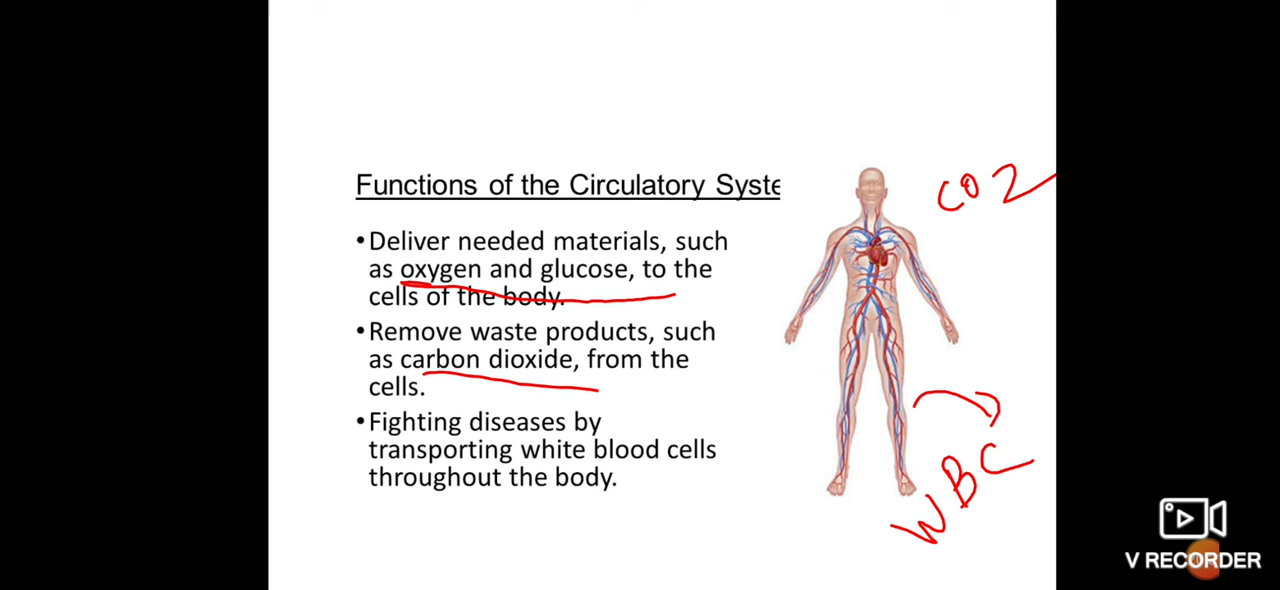 Functions of the Circulatory Syste
•Deliver needed materials, such
as oxygen and glucose, to the
cells of the body.
•Remove waste products, such
as carbon dioxide, from the
cells.
•Fighting diseases by
transporting white blood cells
throughout the body.
CO2
WBC
V RECORDER